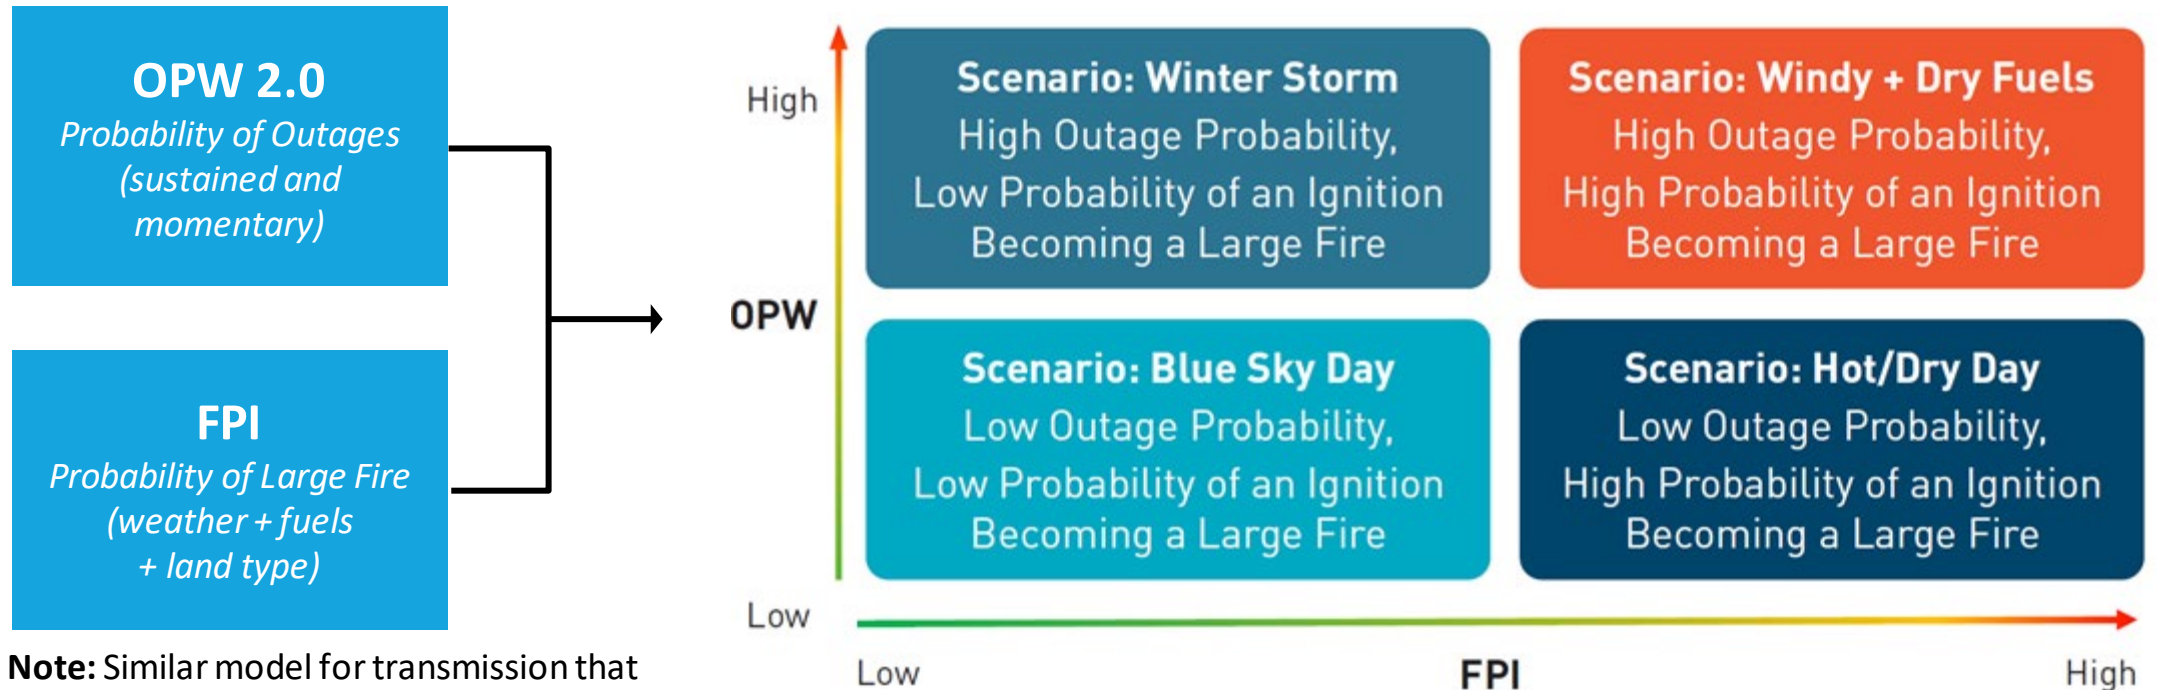 OPW 2.0
Probability of Outages
(sustained and
momentary)
FPI
Probability of Large Fire
(weather + fuels
+ land type)
Note: Similar model for transmission that
High
OPW
Low
Scenario: Winter Storm
High Outage Probability,
Low Probability of an Ignition
Becoming a Large Fire
Scenario: Windy + Dry Fuels
High Outage Probability,
High Probability of an Ignition
Becoming a Large Fire
Scenario: Blue Sky Day
Low Outage Probability,
Low Probability of an Ignition
Becoming a Large Fire
Scenario: Hot/Dry Day
Low Outage Probability,
High Probability of an Ignition
Becoming a Large Fire
Low
FPI
High